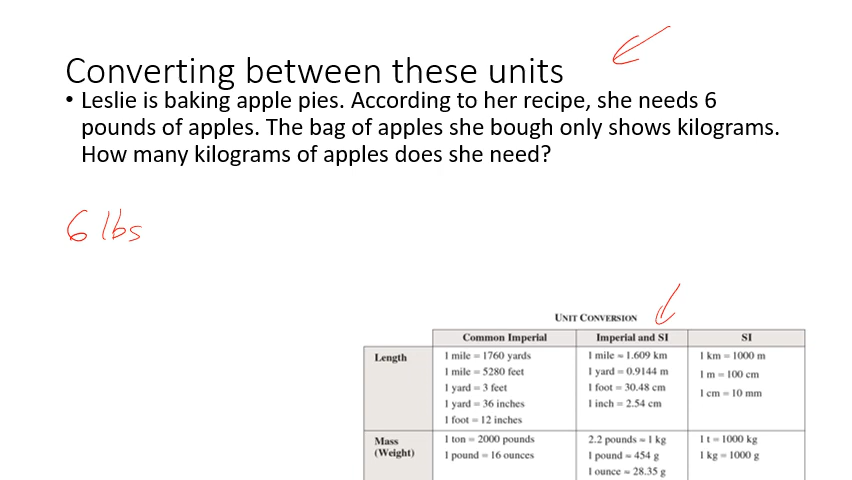 Converting between these units
• Leslie is baking apple pies. According to her recipe, she needs 6
pounds of apples. The bag of apples she bough only shows kilograms.
How many kilograms of apples does she need?
6 lbs
UNIT CONVERSION
Common Imperial Imperial and SI SI
Length
1 mile = 1760 yards
1 mile = 5280 feet
1 yard = 3 feet
1 yard = 36 inches
1 foot = 12 inches
1 mile ≈ 1.609 km
1 yard = 0.9144 m
1 foot = 30.48 cm
1 inch = 2.54 cm
1 km = 1000 m
1 m = 100 cm
1 cm = 10 mm
Mass
(Weight)
1 ton = 2000 pounds
1 pound = 16 ounces
2.2 pounds ≈ 1 kg
1 pound ≈ 454 g
1 ounce ≈ 28.35 g
1 t = 1000 kg
1 kg = 1000 g